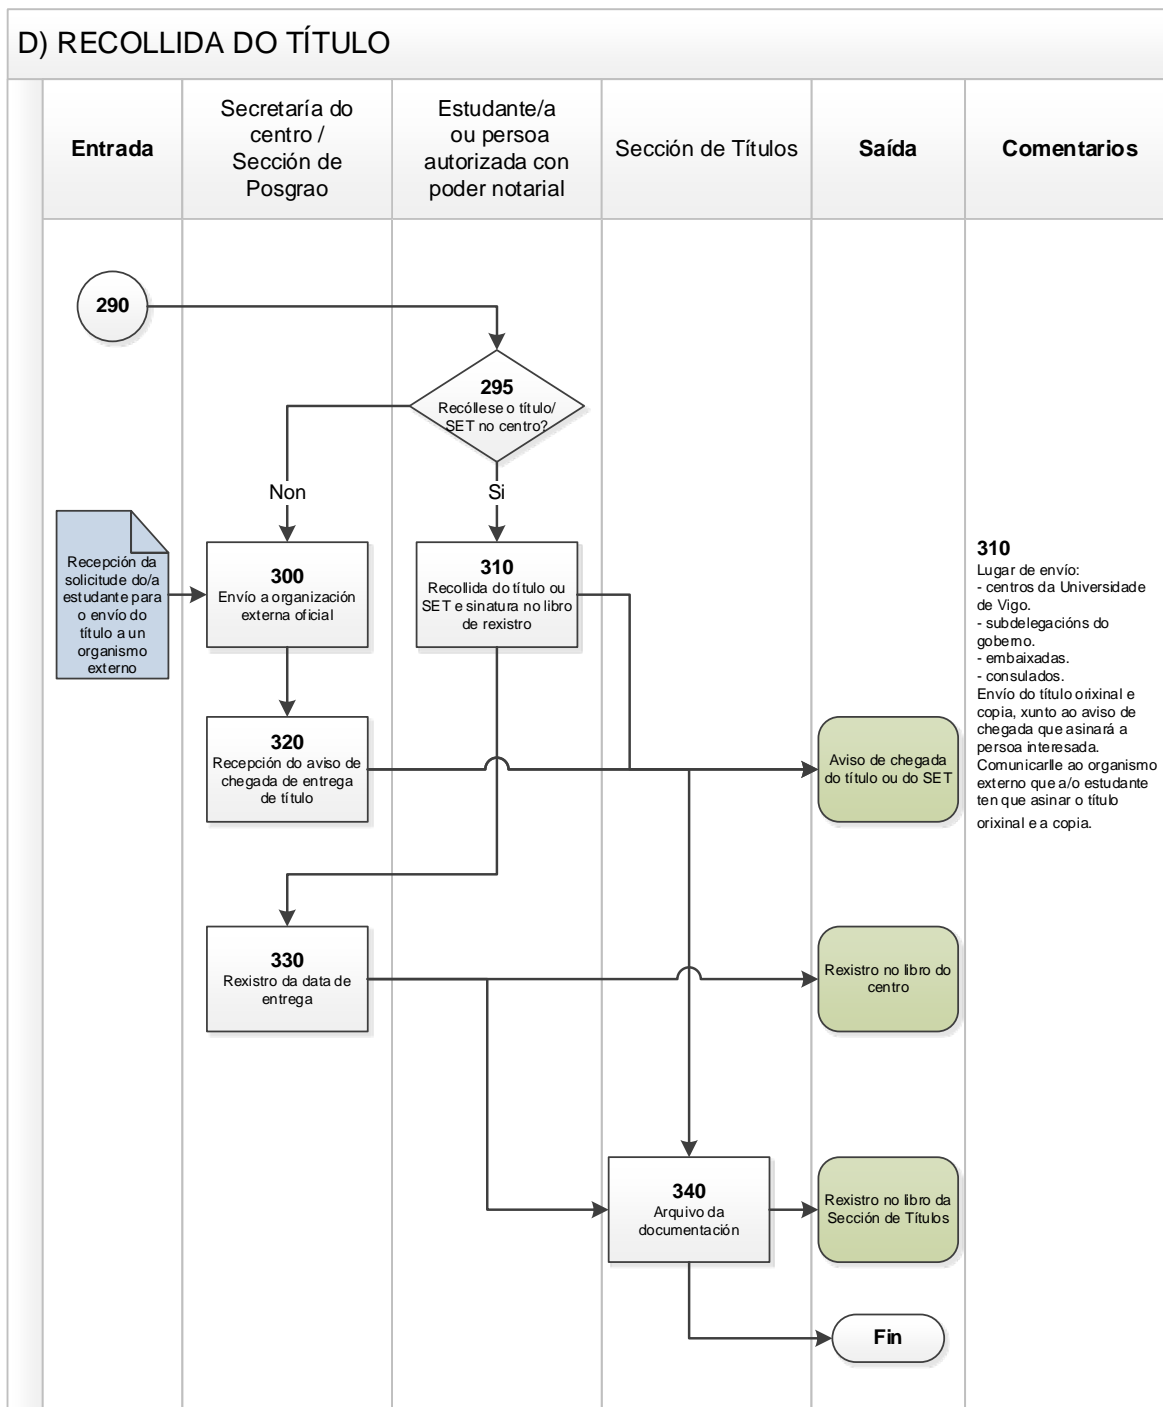 D) RECOLLIDA DO TÍTULO
Entrada
Secretaría do
centro /
Sección de
Posgrao
Estudante/a
ou persoa
autorizada con
poder notarial
Sección de Títulos
Saída
Comentarios
290
295
Recóllese o título/
SET no centro?
Non
Si
Recepción da
solicitude do/a
estudante para
o envío do
título a un
organismo
externo
300
Envío a organización
externa oficial
310
Recollida do título ou
SET e sinatura no libro
de rexistro
310
Lugar de envío:
- centros da Universidade
de Vigo.
- subdelegacións do
goberno.
- embaixadas.
- consulados.
Envío do título orixinal e
copia, xunto ao aviso de
chegada que asinará a
persoa interesada.
Comunicarlle ao organismo
externo que a/o estudante
ten que asinar o título
orixinal e a copia.
320
Recepción do aviso de
chegada de entrega
de título
Aviso de chegada
do título ou do SET
330
Rexistro da data de
entrega
Rexistro no libro do
centro
340
Arquivo da
documentación
Rexistro no libro da
Sección de Títulos
Fin